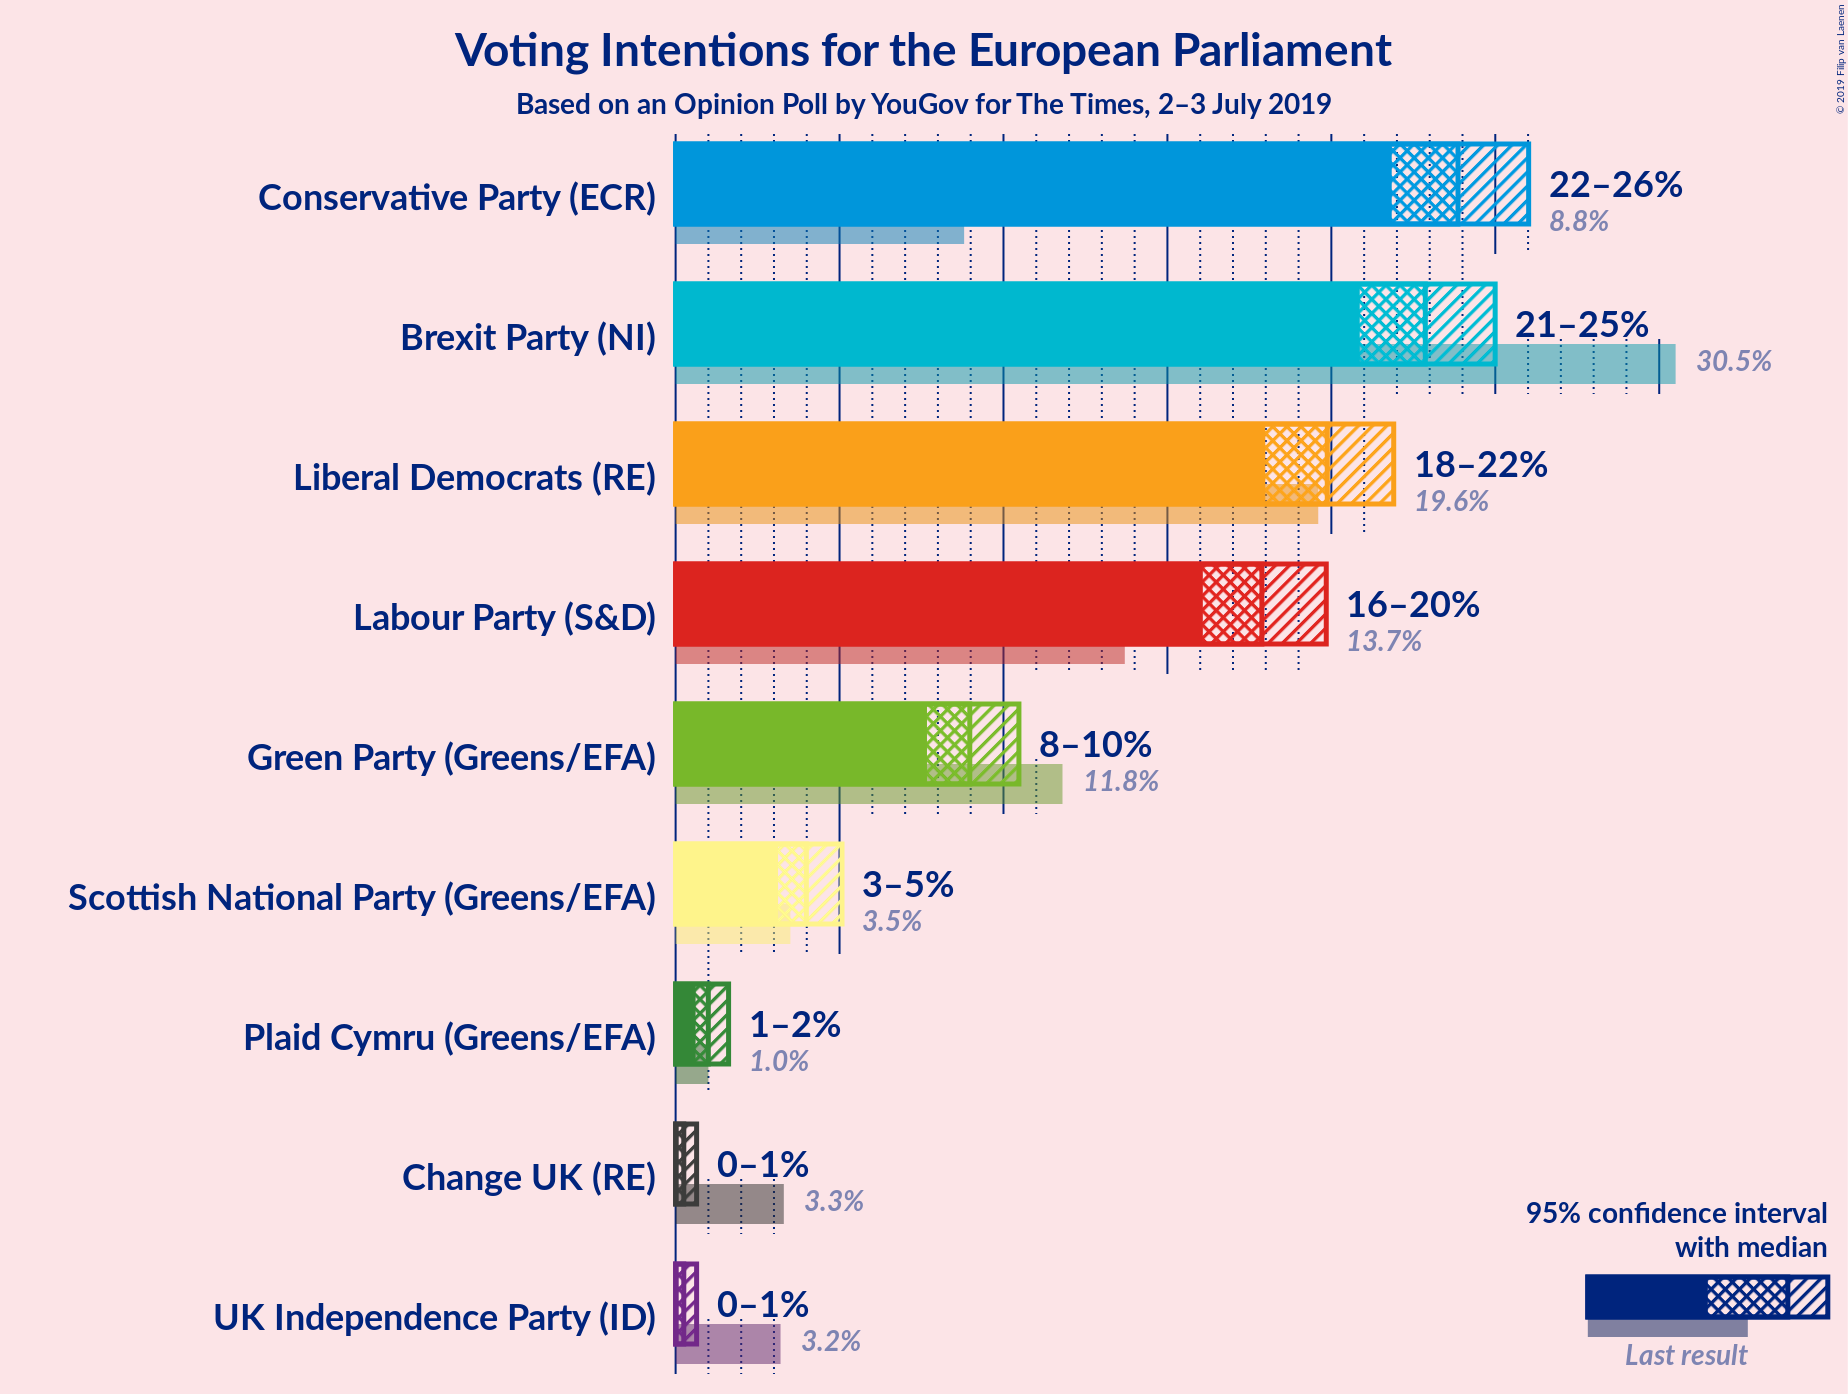 Voting Intentions for the European Parliament
Based on an Opinion Poll by YouGov for The Times, 2–3 July 2019
© 2019 Filip van Laenen
Conservative Party (ECR)
22–26%
8.8%
Brexit Party (NI)
21–25%
30.5%
Liberal Democrats (RE)
18–22%
19.6%
Labour Party (S&D)
16–20%
13.7%
Green Party (Greens/EFA)
8–10%
11.8%
Scottish National Party (Greens/EFA)
3–5%
3.5%
Plaid Cymru (Greens/EFA)
1–2%
1.0%
Change UK (RE)
0–1%
3.3%
UK Independence Party (ID)
0–1%
3.2%
95% confidence interval
with median
Last result